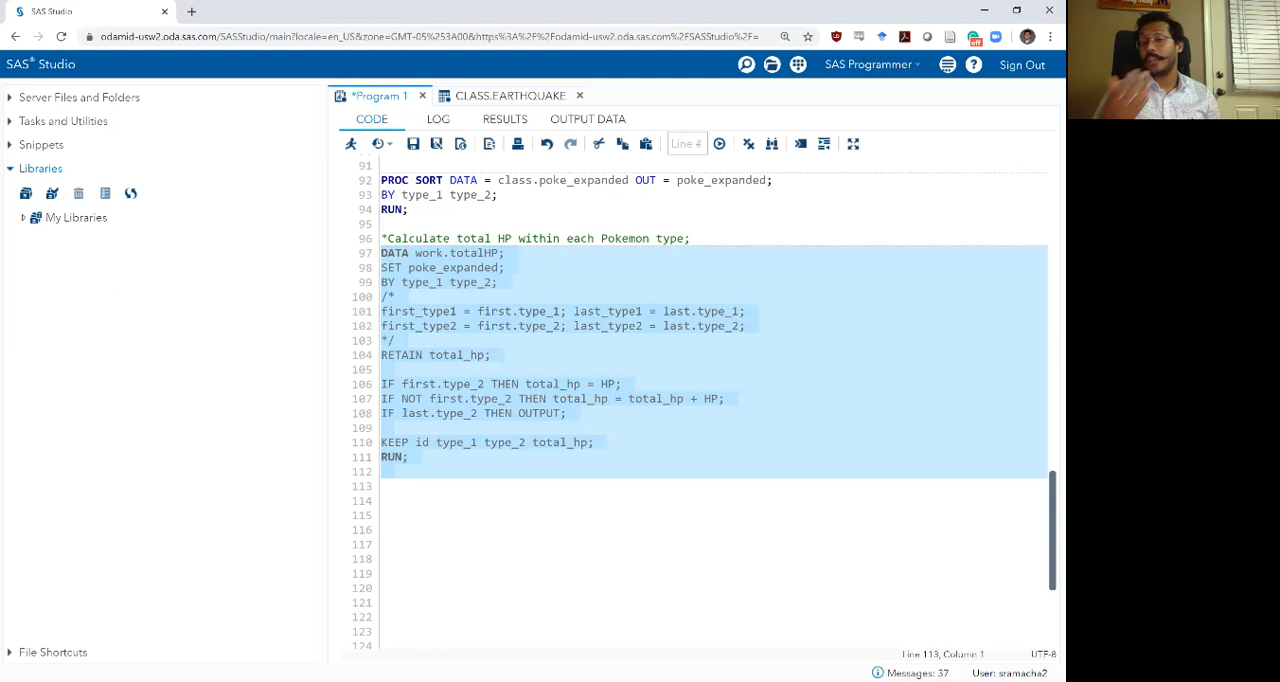 SAS Studio
odamid-usw2.oda.sas.com/SASStudio/main?locale=en_US&zone=GMT-05%253A00&https%3A%2F%2Fodamid-usw2.oda.sas.com%2FSASStudio%2F=
SAS® Studio
SAS Programmer
Sign Out
Server Files and Folders
Tasks and Utilities
Snippets
Libraries
My Libraries
File Shortcuts
*Program 1
CLASS.EARTHQUAKE
CODE LOG RESULTS OUTPUT DATA
Line #
91
92 PROC SORT DATA = class.poke_expanded OUT = poke_expanded;
93 BY type_1 type_2;
94 RUN;
95
96 *Calculate total HP within each Pokemon type;
97 DATA work.totalHP;
98 SET poke_expanded;
99 BY type_1 type_2;
100 /*
101 first_type1 = first.type_1; last_type1 = last.type_1;
102 first_type2 = first.type_2; last_type2 = last.type_2;
103 */
104 RETAIN total_hp;
105
106 IF first.type_2 THEN total_hp = HP;
107 IF NOT first.type_2 THEN total_hp = total_hp + HP;
108 IF last.type_2 THEN OUTPUT;
109
110 KEEP id type_1 type_2 total_hp;
111 RUN;
112
113
114
115
116
117
118
119
120
121
122
123
124
Line 113, Column 1
UTF-8
Messages: 37
User: sramacha2